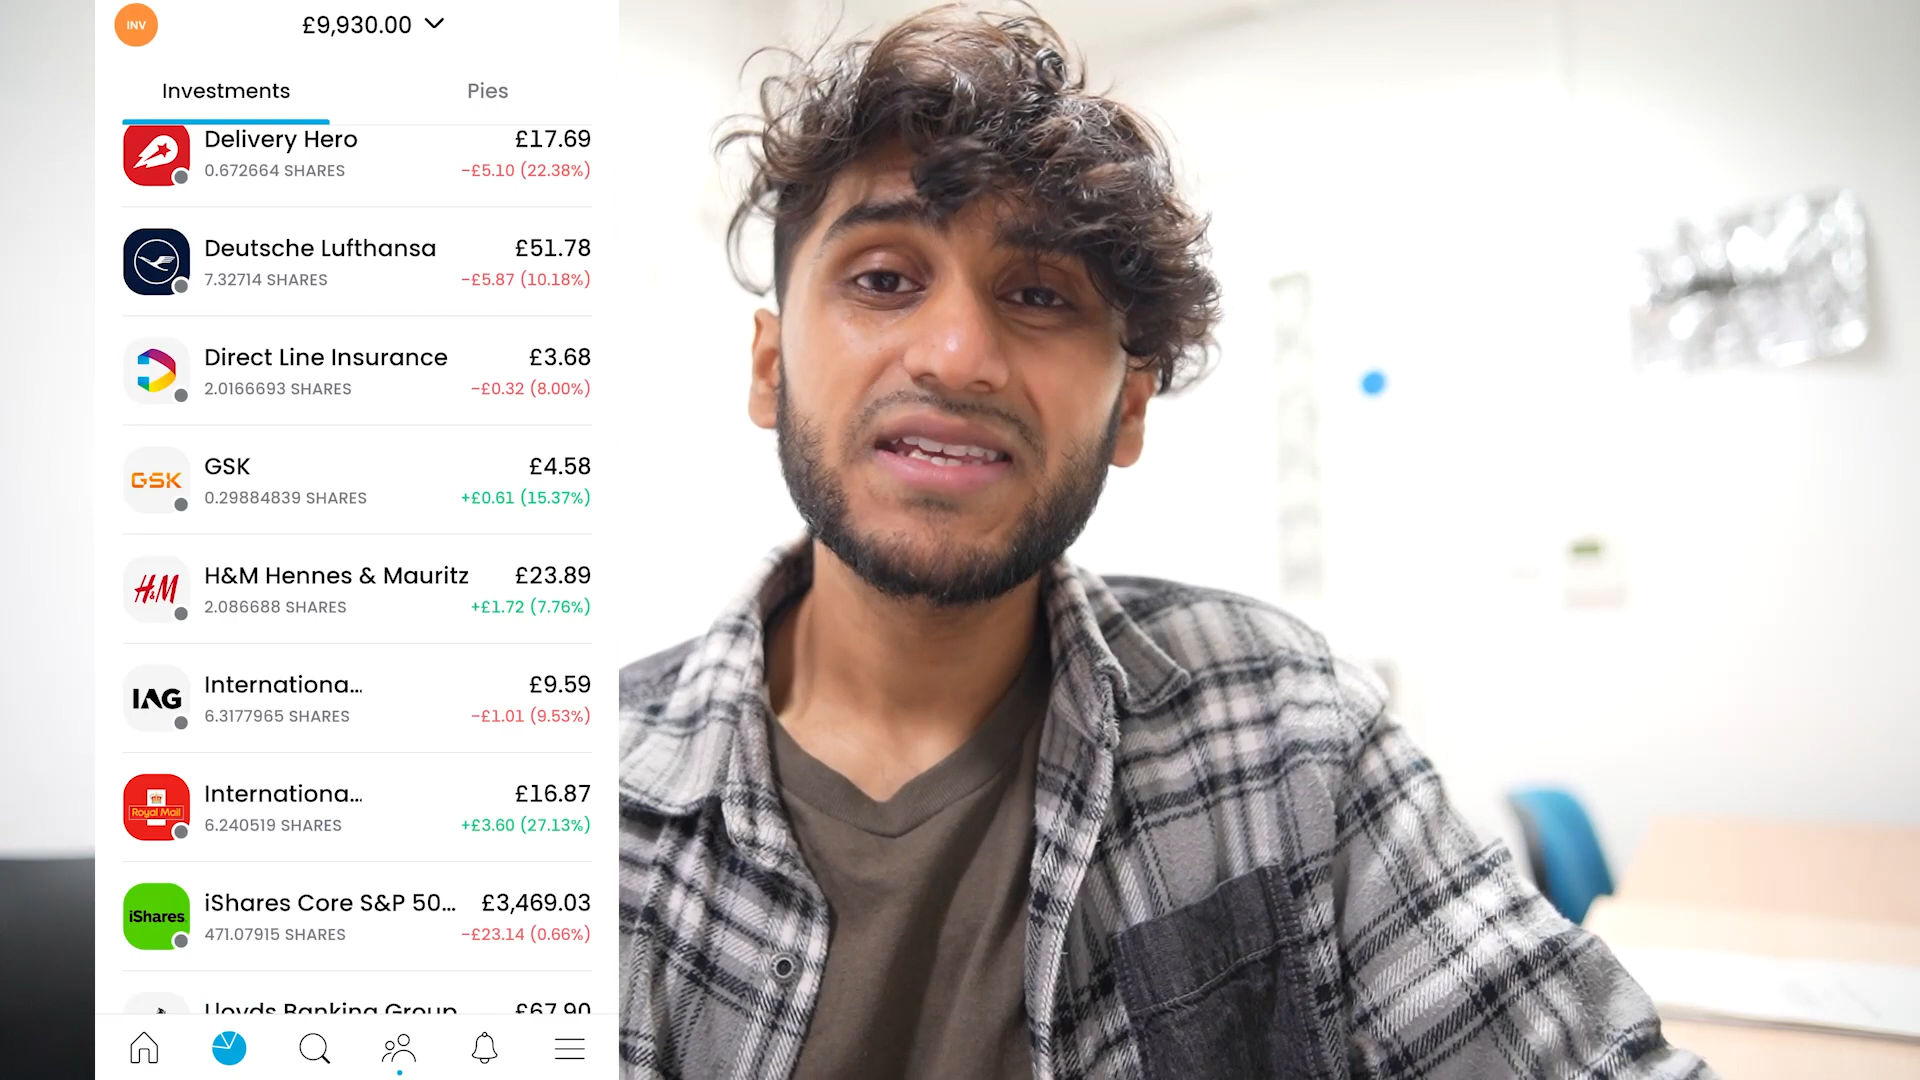 INV
£9,930.00
Investments
Pies
Delivery Hero
£17.69
0.672664 SHARES
−£5.10 (22.38%)
Deutsche Lufthansa
£51.78
7.32714 SHARES
−£5.87 (10.18%)
Direct Line Insurance
£3.68
2.0166693 SHARES
−£0.32 (8.00%)
GSK
GSK
£4.58
0.29884839 SHARES
+£0.61 (15.37%)
H&M
H&M Hennes & Mauritz
£23.89
2.086688 SHARES
+£1.72 (7.76%)
IAG
Internationa...
£9.59
6.3177965 SHARES
−£1.01 (9.53%)
Royal Mail
Internationa...
£16.87
6.240519 SHARES
+£3.60 (27.13%)
iShares
iShares Core S&P 50...
£3,469.03
471.07915 SHARES
−£23.14 (0.66%)
Lloyds Banking Group
£67.90